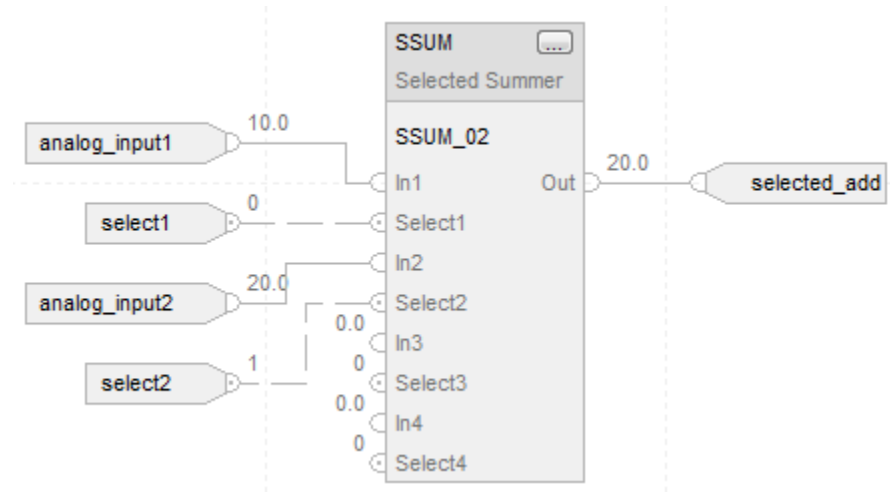 SSUM ...
Selected Summer
SSUM_02
analog_input1 10.0 In1 Out 20.0 selected_add
select1 0 Select1
analog_input2 20.0 In2
select2 1 Select2
0.0 In3
0 Select3
0.0 In4
0 Select4